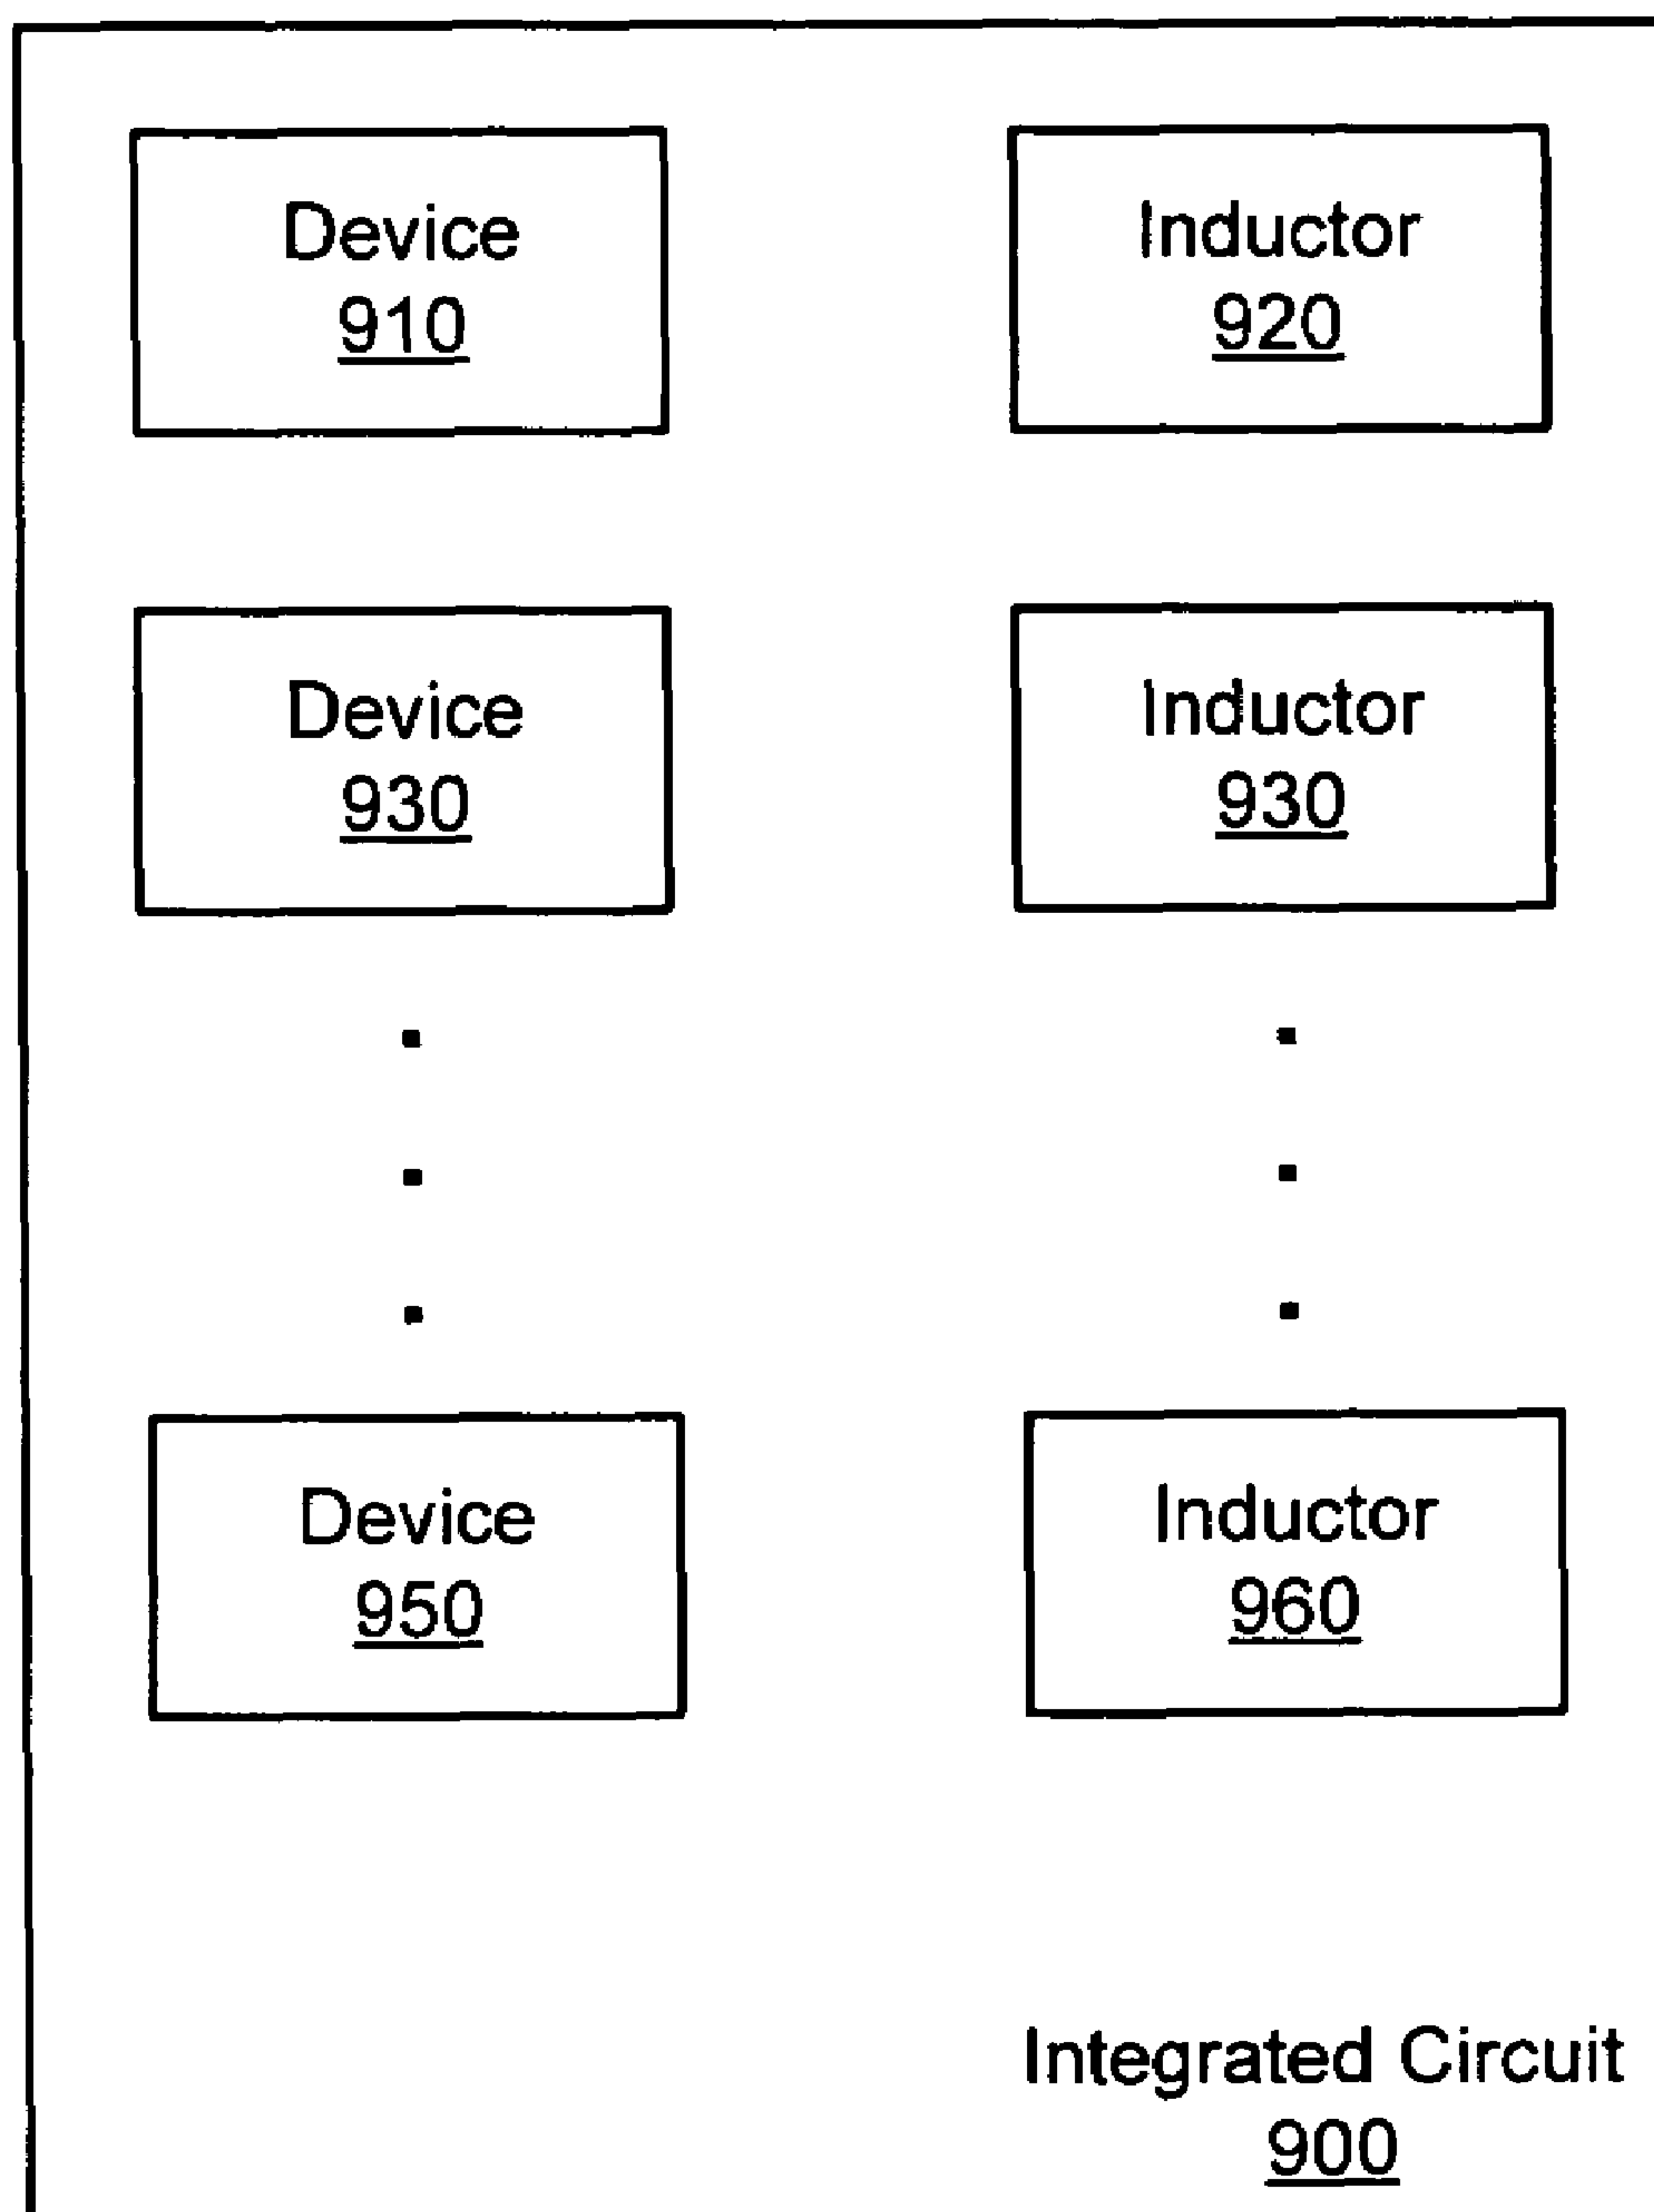 Device
910
Inductor
920
Device
930
Inductor
930
Device
950
Inductor
960
Integrated Circuit
900